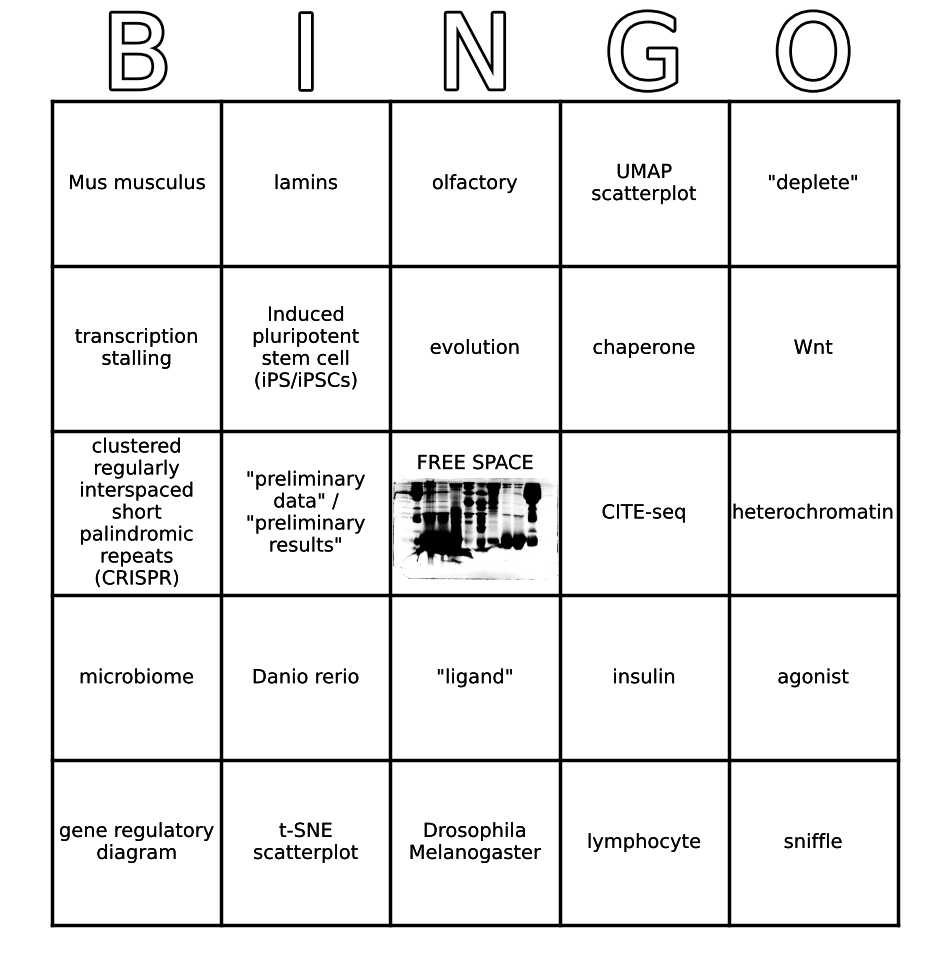 B I N G O
Mus musculus
lamins
olfactory
UMAP
scatterplot
"deplete"
transcription
stalling
Induced
pluripotent
stem cell
(iPS/iPSCs)
evolution
chaperone
Wnt
clustered
regularly
interspaced
short
palindromic
repeats
(CRISPR)
"preliminary
data" /
"preliminary
results"
FREE SPACE
CITE-seq
heterochromatin
microbiome
Danio rerio
"ligand"
insulin
agonist
gene regulatory
diagram
t-SNE
scatterplot
Drosophila
Melanogaster
lymphocyte
sniffle